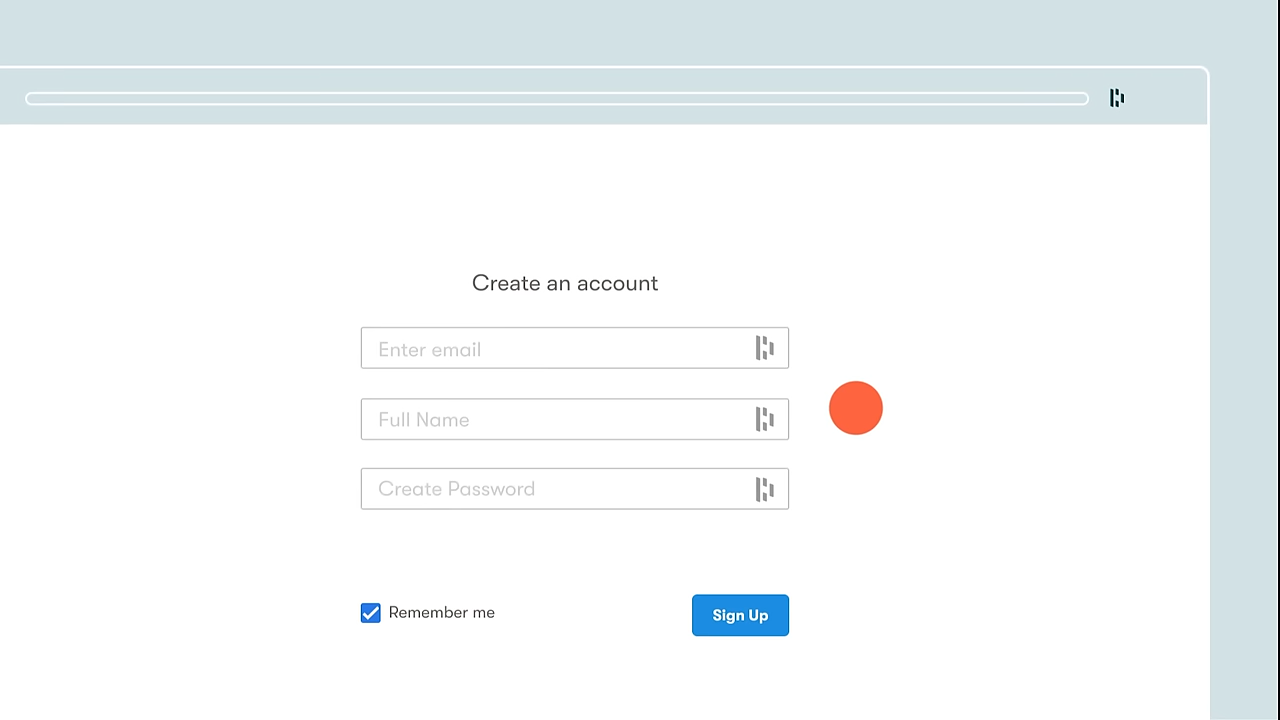 Create an account
Enter email
Full Name
Create Password
Remember me
Sign Up